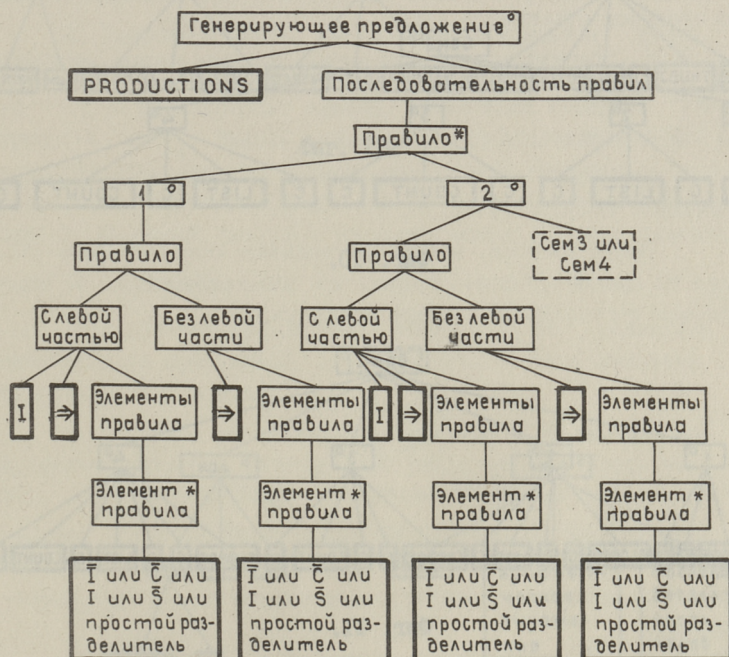 Генерирующее предложение°
PRODUCTIONS
Последовательность правил
Правило*
1 °
2 °
Правило
Правило
Сем3 или
Сем4
С левой
частью
Без левой
части
С левой
частью
Без левой
части
I
⇒
Элементы
правила
⇒
Элементы
правила
I
⇒
Элементы
правила
⇒
Элементы
правила
Элемент *
правила
Элемент *
правила
Элемент *
правила
Элемент *
правила
Ī или C̄ или
I или S̄ или
простой раз-
делитель
Ī или C̄ или
I или S̄ или
простой раз-
делитель
Ī или C̄ или
I или S̄ или
простой раз-
делитель
Ī или C̄ или
I или S̄ или
простой раз-
делитель